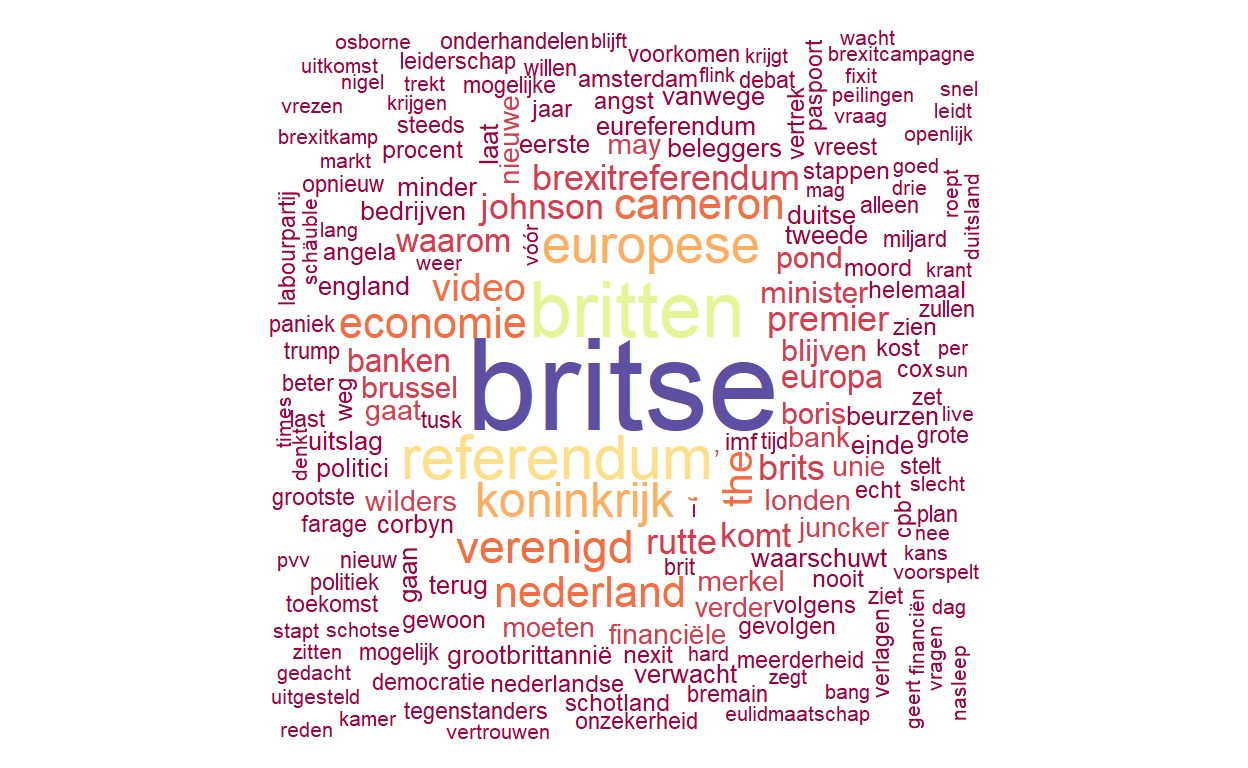 osborne
onderhandelen
blijft
wacht
uitkomst
leiderschap
willen
voorkomen
krijgt
paspoort
brexitcampagne
nigel
trekt
mogelijke
amsterdam
flink
debat
fixit
vrezen
krijgen
nieuwe
jaar
angst
vanwege
vertrek
peilingen
snel
brexitkamp
steeds
laat
eureferendum
vraag
leidt
markt
procent
eerste
may
beleggers
vreest
openlijk
opnieuw
minder
brexitreferendum
stappen
goed
labourpartij
schäuble
bedrijven
johnson
cameron
mag
drie
roept
duitsland
lang
waarom
vóór
europese
duitse
alleen
angela
weer
tweede
miljard
england
video
britten
pond
moord
krant
paniek
economie
minister
helemaal
premier
zullen
zien
trump
banken
britse
blijven
kost
per
beter
weg
brussel
europa
cox
sun
times
last
gaat
tusk
boris
beurzen
zet
live
denkt
uitslag
referendum
,
imf
tijd
bank
einde
grote
politici
the
brits
unie
stelt
grootste
wilders
koninkrijk
londen
echt
slecht
farage
corbyn
verenigd
rutte
komt
juncker
cpb
plan
nee
pvv
nieuw
gaan
brit
waarschuwt
kans
politiek
terug
nederland
merkel
nooit
voorspelt
toekomst
gewoon
verder
volgens
ziet
dag
stapt
schotse
moeten
financiële
gevolgen
verlagen
financiën
vragen
zitten
mogelijk
grootbrittannië
nexit
hard
meerderheid
gedacht
democratie
nederlandse
verwacht
zegt
geert
nasleep
uitgesteld
schotland
bremain
bang
kamer
tegenstanders
onzekerheid
eulidmaatschap
reden
vertrouwen